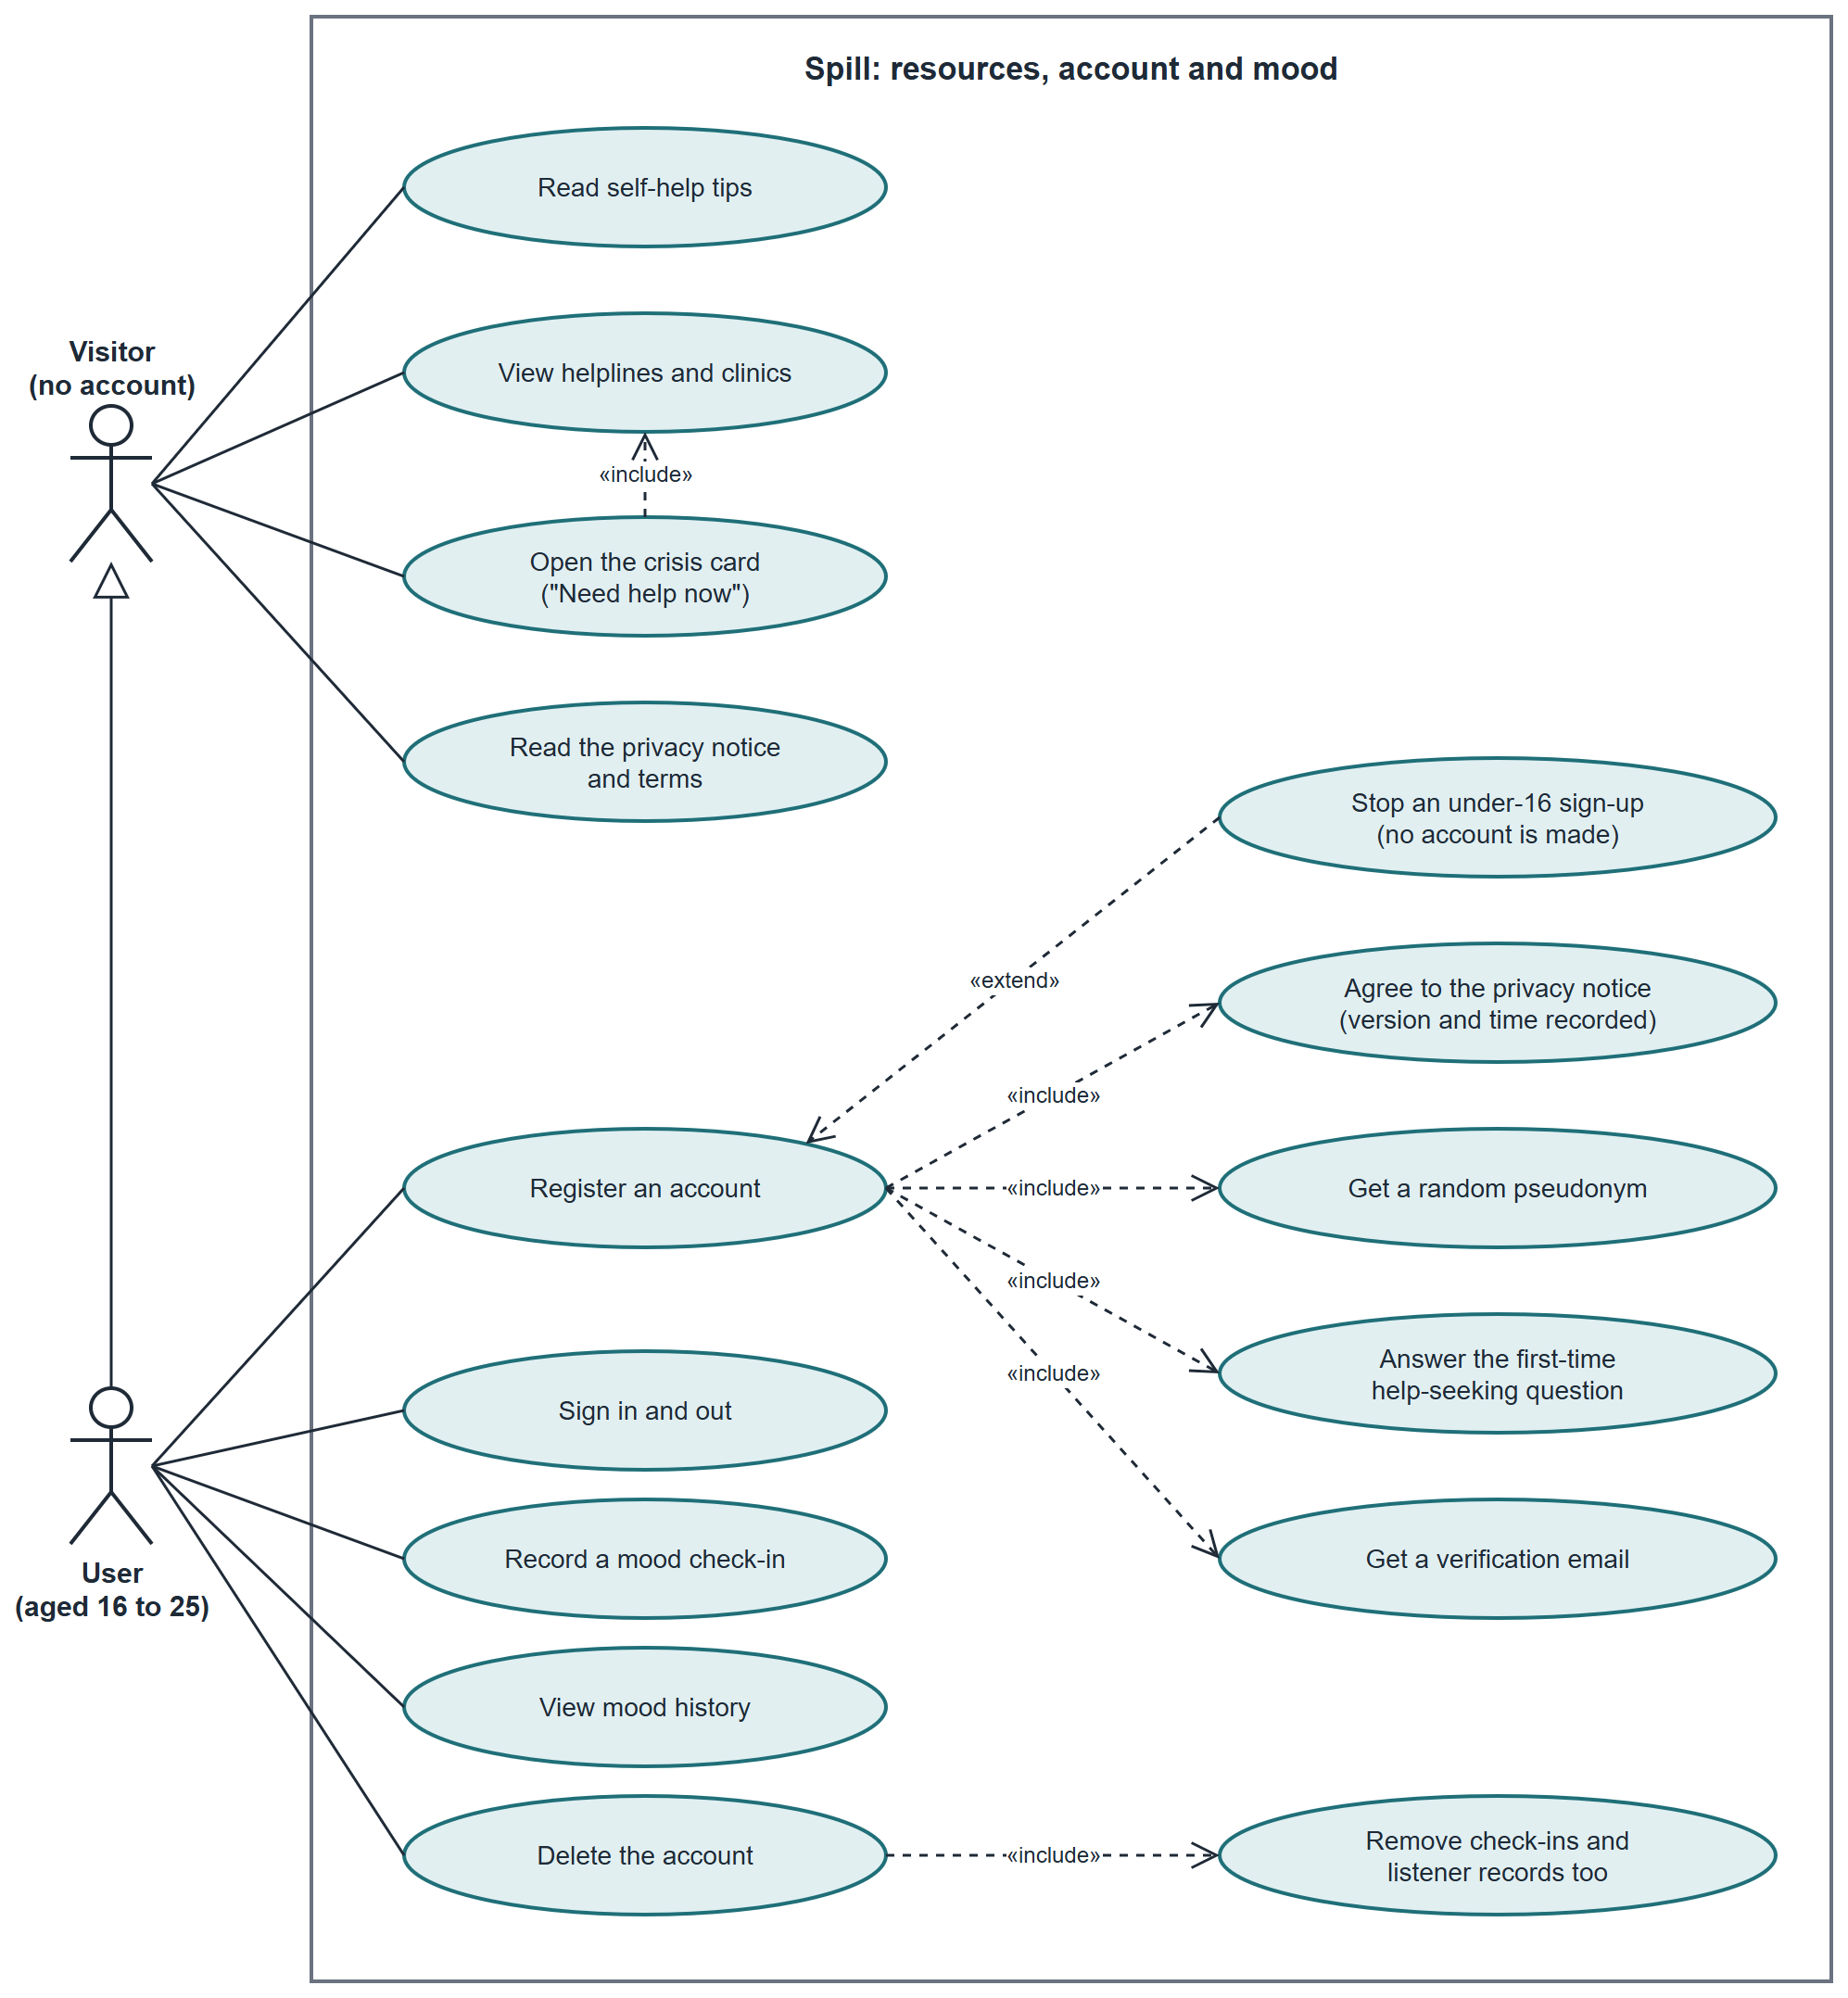 Spill: resources, account and mood
Read self-help tips
Visitor
(no account)
View helplines and clinics
«include»
Open the crisis card
("Need help now")
Read the privacy notice
and terms
Stop an under-16 sign-up
(no account is made)
«extend»
Agree to the privacy notice
(version and time recorded)
«include»
Register an account
«include»
Get a random pseudonym
«include»
Answer the first-time
help-seeking question
«include»
Sign in and out
Record a mood check-in
Get a verification email
User
(aged 16 to 25)
View mood history
Delete the account
«include»
Remove check-ins and
listener records too